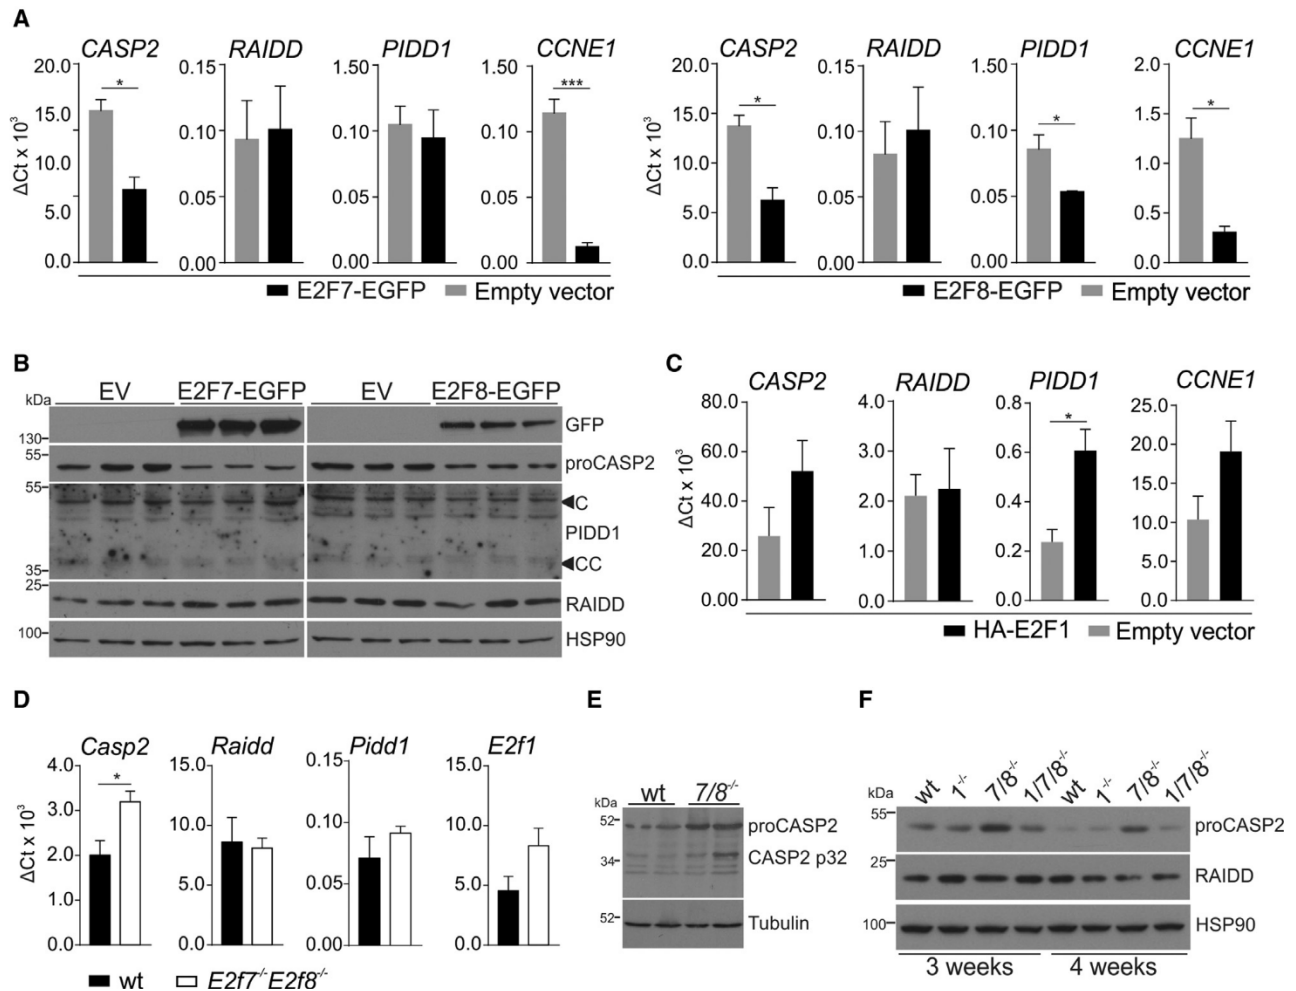 A
CASP2 RAIDD PIDD1 CCNE1 CASP2 RAIDD PIDD1 CCNE1
ΔCt x 10³
20.0 15.0 10.0 5.0 0.0
*
0.15 0.10 0.05 0.00
1.50 0.10 0.05 0.00
1.50 1.00 0.50 0.00
***
ΔCt x 10³
20.0 15.0 10.0 5.0 0.0
*
0.15 0.10 0.05 0.00
1.50 0.10 0.05 0.00
*
2.0 1.5 1.0 0.5 0.0
*
E2F7-EGFP Empty vector
E2F8-EGFP Empty vector
B
EV E2F7-EGFP EV E2F8-EGFP
kDa
130
GFP
55
proCASP2
55
C
PIDD1
CC
35
25
RAIDD
100
HSP90
C
CASP2 RAIDD PIDD1 CCNE1
ΔCt x 10³
80.0 60.0 40.0 20.0 0.00
4.0 3.0 2.0 1.0 0.0
0.8 0.6 0.4 0.2 0.0
*
25.0 20.0 15.0 10.0 5.0 0.0
HA-E2F1 Empty vector
D
Casp2 Raidd Pidd1 E2f1
ΔCt x 10³
4.0 3.0 2.0 1.0 0.0
*
15.0 10.0 5.0 0.0
0.15 0.10 0.05 0.00
15.0 10.0 5.0 0.0
wt E2f7⁻/⁻E2f8⁻/⁻
E
wt 7/8⁻/⁻
kDa
52
proCASP2
34
CASP2 p32
52
Tubulin
F
wt 1⁻/⁻ 7/8⁻/⁻ 1/7/8⁻/⁻ wt 1⁻/⁻ 7/8⁻/⁻ 1/7/8⁻/⁻
kDa
55
proCASP2
25
RAIDD
100
HSP90
3 weeks 4 weeks